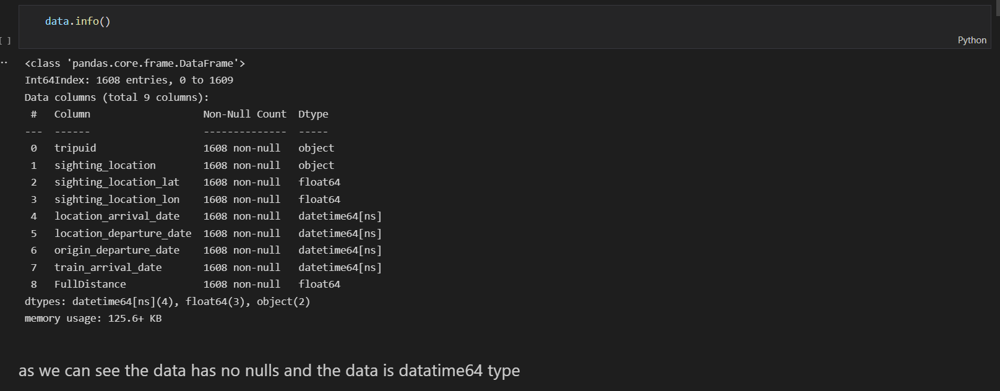 data.info()
[ ]
Python
<class 'pandas.core.frame.DataFrame'>
Int64Index: 1608 entries, 0 to 1609
Data columns (total 9 columns):
 #   Column                   Non-Null Count  Dtype
---  ------                   --------------  -----
 0   tripuid                  1608 non-null   object
 1   sighting_location        1608 non-null   object
 2   sighting_location_lat    1608 non-null   float64
 3   sighting_location_lon    1608 non-null   float64
 4   location_arrival_date    1608 non-null   datetime64[ns]
 5   location_departure_date  1608 non-null   datetime64[ns]
 6   origin_departure_date    1608 non-null   datetime64[ns]
 7   train_arrival_date       1608 non-null   datetime64[ns]
 8   FullDistance             1608 non-null   float64
dtypes: datetime64[ns](4), float64(3), object(2)
memory usage: 125.6+ KB
as we can see the data has no nulls and the data is datatime64 type